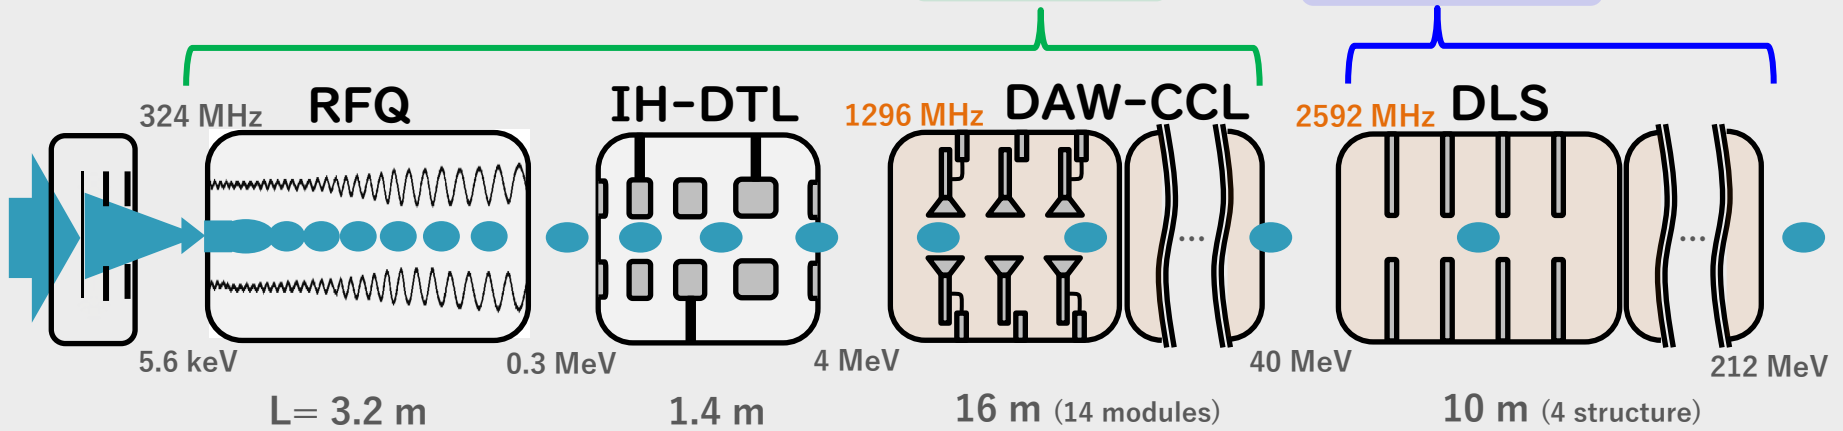 324 MHz RFQ IH-DTL 1296 MHz DAW-CCL 2592 MHz DLS
... ...
5.6 keV 0.3 MeV 4 MeV 40 MeV 212 MeV
L= 3.2 m 1.4 m 16 m (14 modules) 10 m (4 structure)